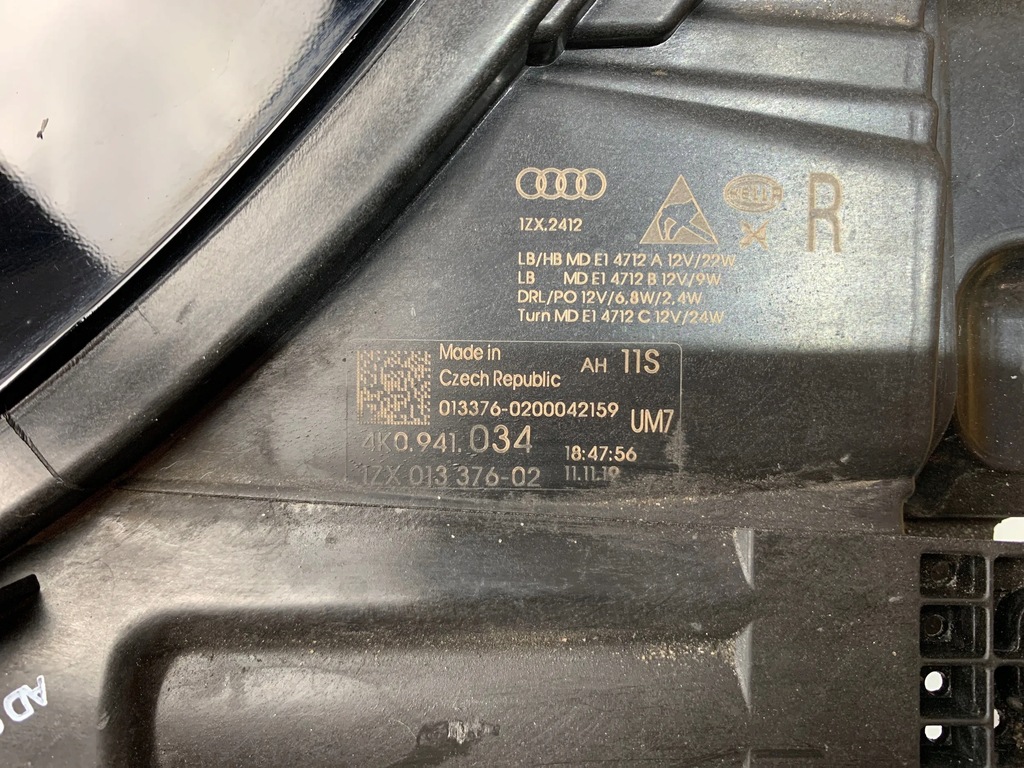 1ZX.2412
HELLA
R
LB/HB MD E1 4712 A 12V/22W
LB MD E1 4712 B 12V/9W
DRL/PO 12V/6,8W/2,4W
Turn MD E1 4712 C 12V/24W
Made in
Czech Republic
AH 11S
013376-0200042159
UM7
4K0.941.034
18:47:56
1ZX 013 376-02
11.11.19
AD